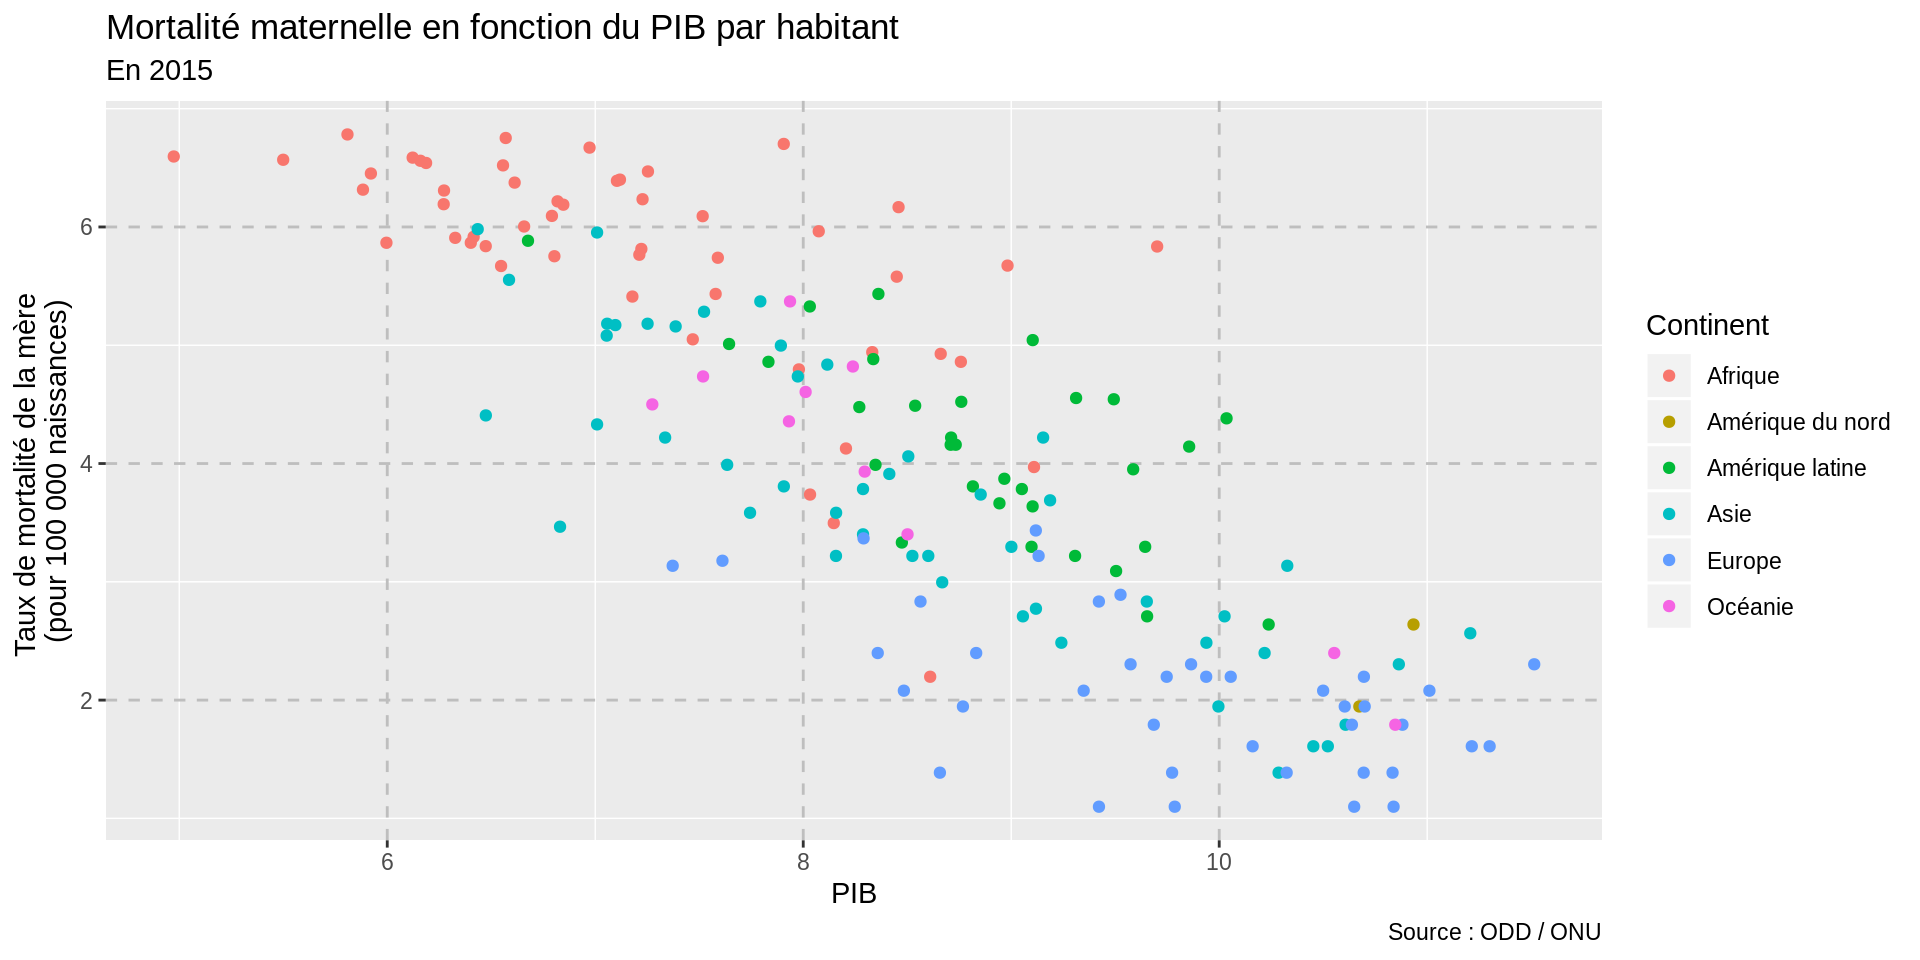 Mortalité maternelle en fonction du PIB par habitant
En 2015
Taux de mortalité de la mère
(pour 100 000 naissances)
6
4
2
6
8
10
PIB
Continent
Afrique
Amérique du nord
Amérique latine
Asie
Europe
Océanie
Source : ODD / ONU